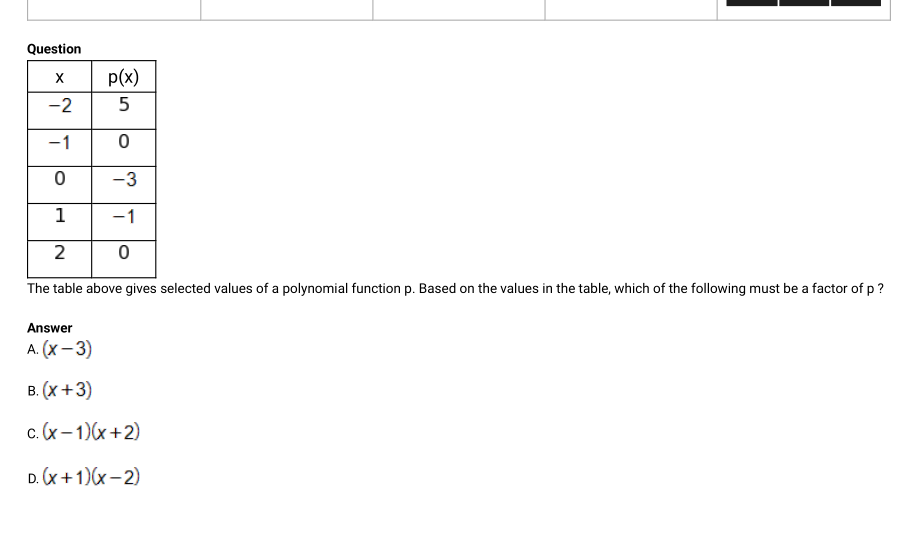 Question
x p(x)
−2 5
−1 0
0 −3
1 −1
2 0
The table above gives selected values of a polynomial function p. Based on the values in the table, which of the following must be a factor of p ?
Answer
A. (x−3)
B. (x+3)
C. (x−1)(x+2)
D. (x+1)(x−2)